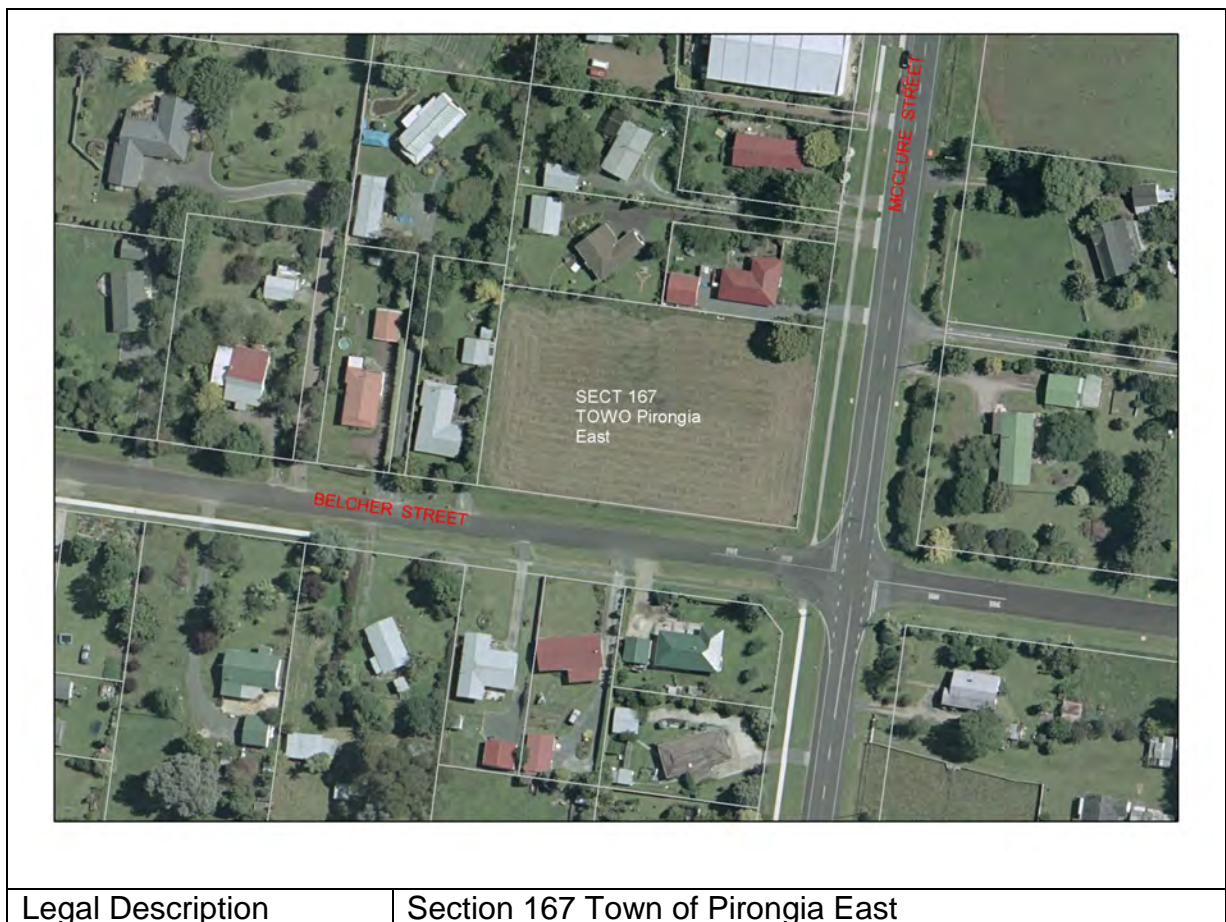 MCCLURE STREET
SECT 167
TOWO Pirongia
East
BELCHER STREET
Legal Description
Section 167 Town of Pirongia East